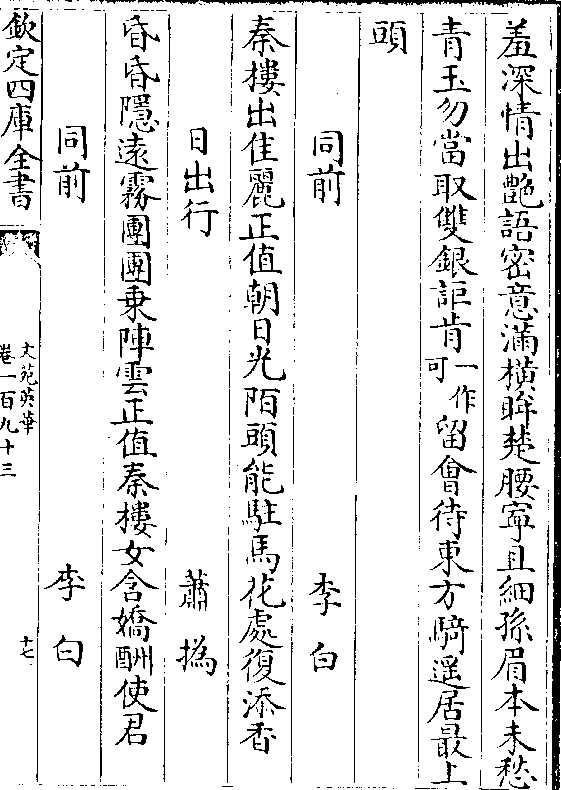 羞深情出艶語密意滿横眸楚腰寜且細孫眉本未愁
青玉勿當取雙銀詎肯一作可留會待東方騎遥居最上
頭
同前 李白
秦樓出佳麗正值朝日光陌頭能駐馬花處復添香
日出行 蕭撝
昏昏隱遠霧團團乗陣雲正值秦樓女含嬌酬使君
同前 李白
欽定四庫全書
文苑英華
卷一百九十三
十七